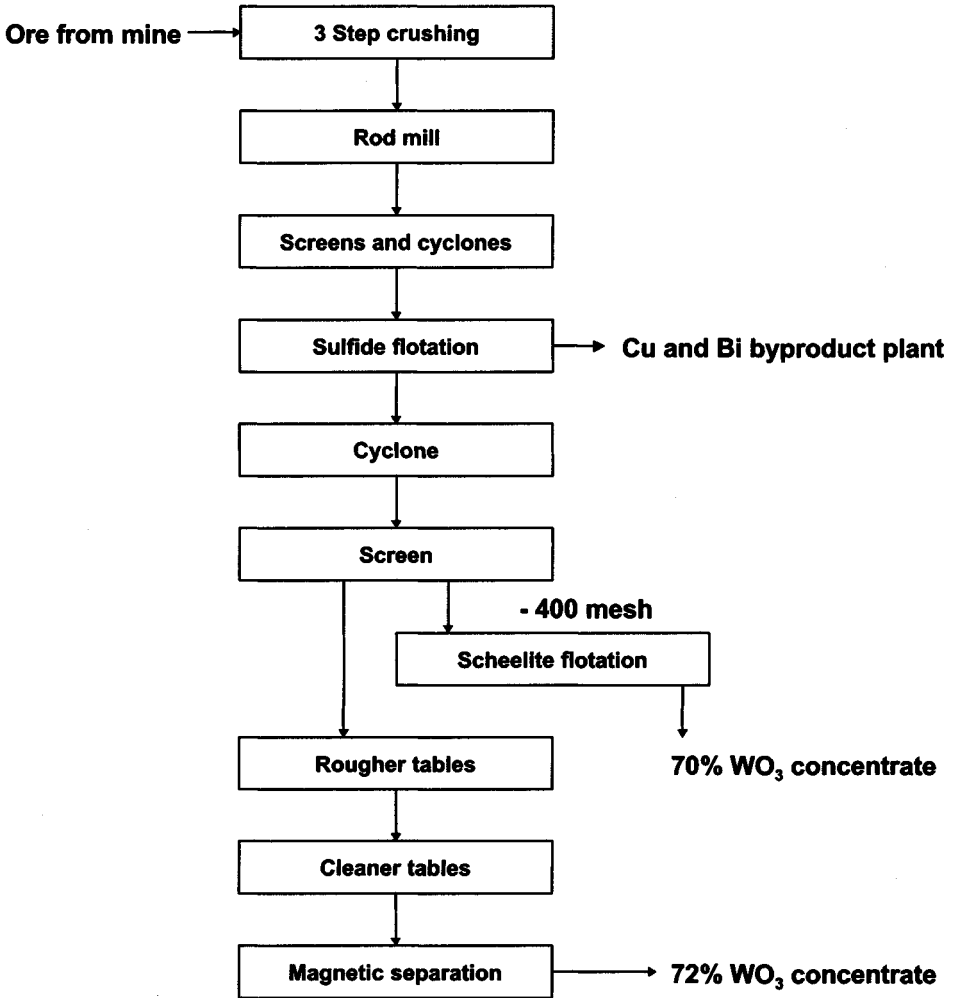 Ore from mine
3 Step crushing
Rod mill
Screens and cyclones
Sulfide flotation
Cu and Bi byproduct plant
Cyclone
Screen
- 400 mesh
Scheelite flotation
Rougher tables
70% WO₃ concentrate
Cleaner tables
Magnetic separation
72% WO₃ concentrate